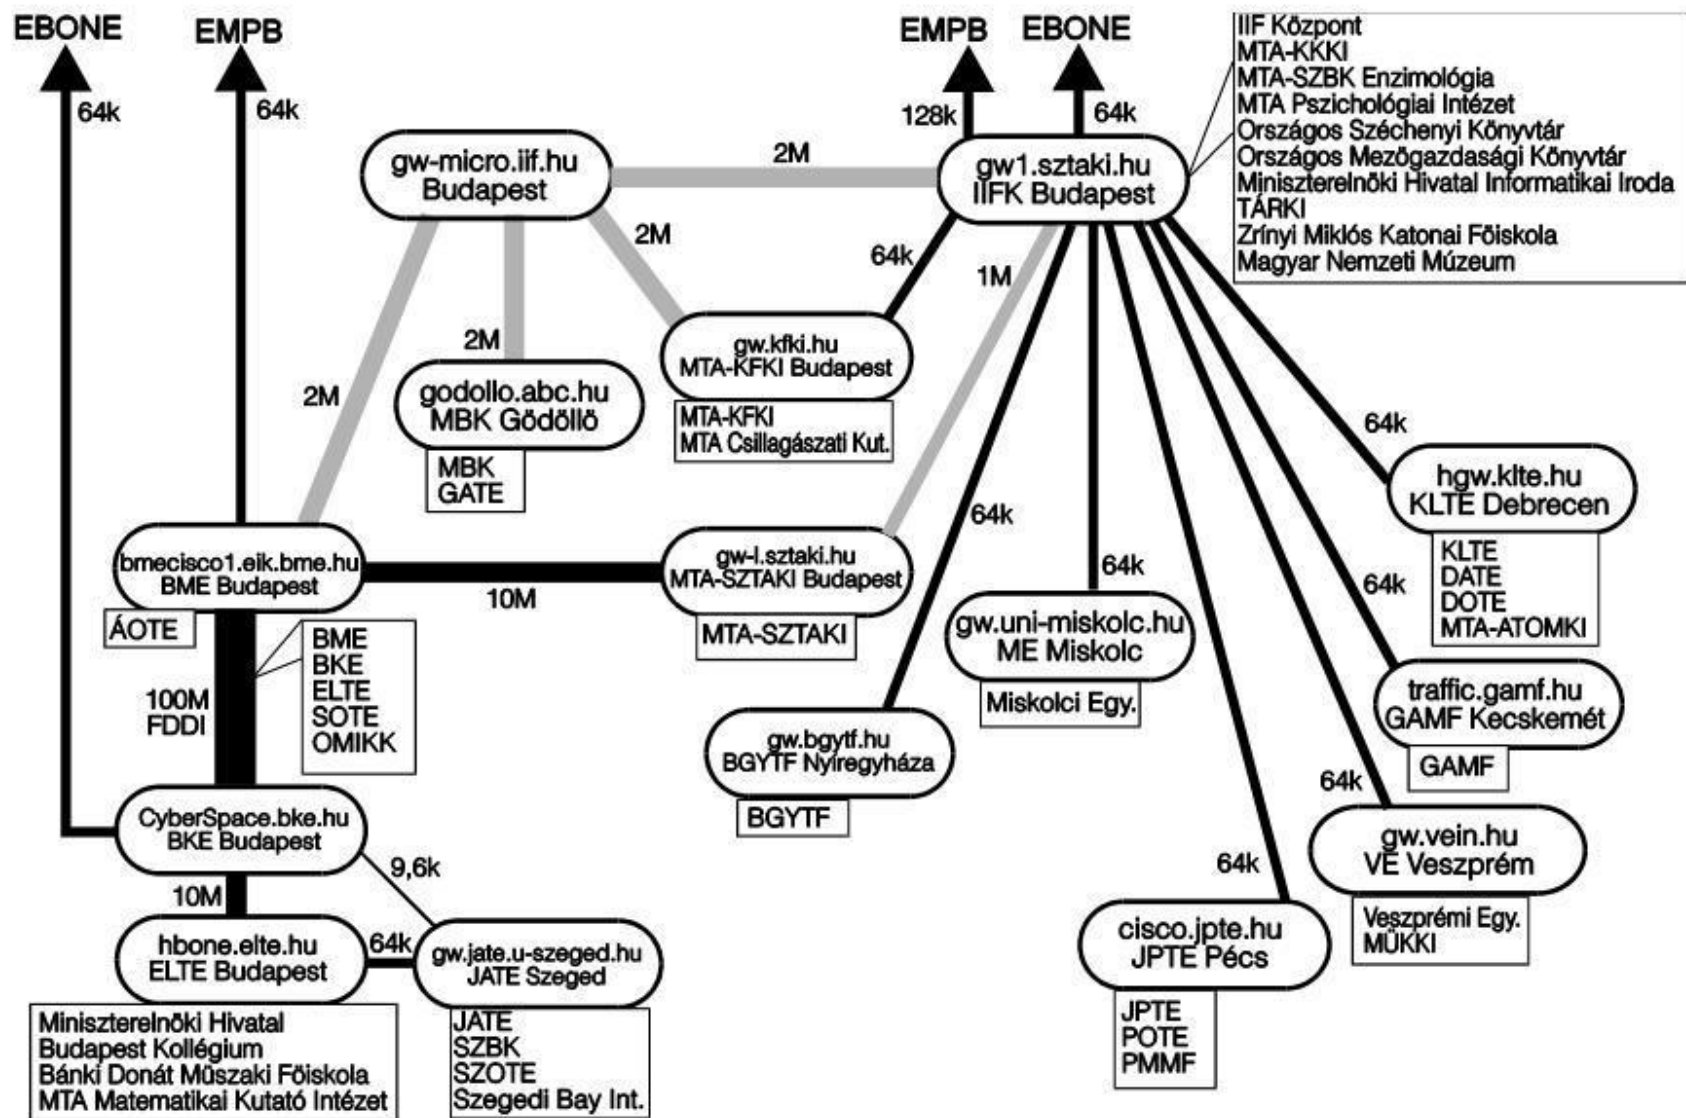 EBONE
EMPB
EMPB
EBONE
64k
64k
128k
64k
IIF Központ
MTA-KKKI
MTA-SZBK Enzimológia
MTA Pszichológiai Intézet
Országos Széchenyi Könyvtár
Országos Mezögazdasági Könyvtár
Miniszterelnöki Hivatal Informatikai Iroda
TÁRKI
Zrínyi Miklós Katonai Föiskola
Magyar Nemzeti Múzeum
gw-micro.iif.hu
Budapest
2M
gw1.sztaki.hu
IIFK Budapest
2M
64k
1M
2M
2M
gw.kfki.hu
MTA-KFKI Budapest
MTA-KFKI
MTA Csillagászati Kut.
godollo.abc.hu
MBK Gödöllö
MBK
GATE
64k
hgw.klte.hu
KLTE Debrecen
KLTE
DATE
DOTE
MTA-ATOMKI
64k
64k
64k
bmecisco1.eik.bme.hu
BME Budapest
ÁOTE
10M
gw-l.sztaki.hu
MTA-SZTAKI Budapest
MTA-SZTAKI
gw.uni-miskolc.hu
ME Miskolc
Miskolci Egy.
BME
BKE
ELTE
SOTE
OMIKK
100M
FDDI
traffic.gamf.hu
GAMF Kecskemét
GAMF
gw.bgytf.hu
BGYTF Nyíregyháza
BGYTF
64k
gw.vein.hu
VE Veszprém
Veszprémi Egy.
MÜKKI
CyberSpace.bke.hu
BKE Budapest
9,6k
10M
64k
64k
cisco.jpte.hu
JPTE Pécs
JPTE
POTE
PMMF
hbone.elte.hu
ELTE Budapest
gw.jate.u-szeged.hu
JATE Szeged
Miniszterelnöki Hivatal
Budapest Kollégium
Bánki Donát Müszaki Föiskola
MTA Matematikai Kutató Intézet
JATE
SZBK
SZOTE
Szegedi Bay Int.